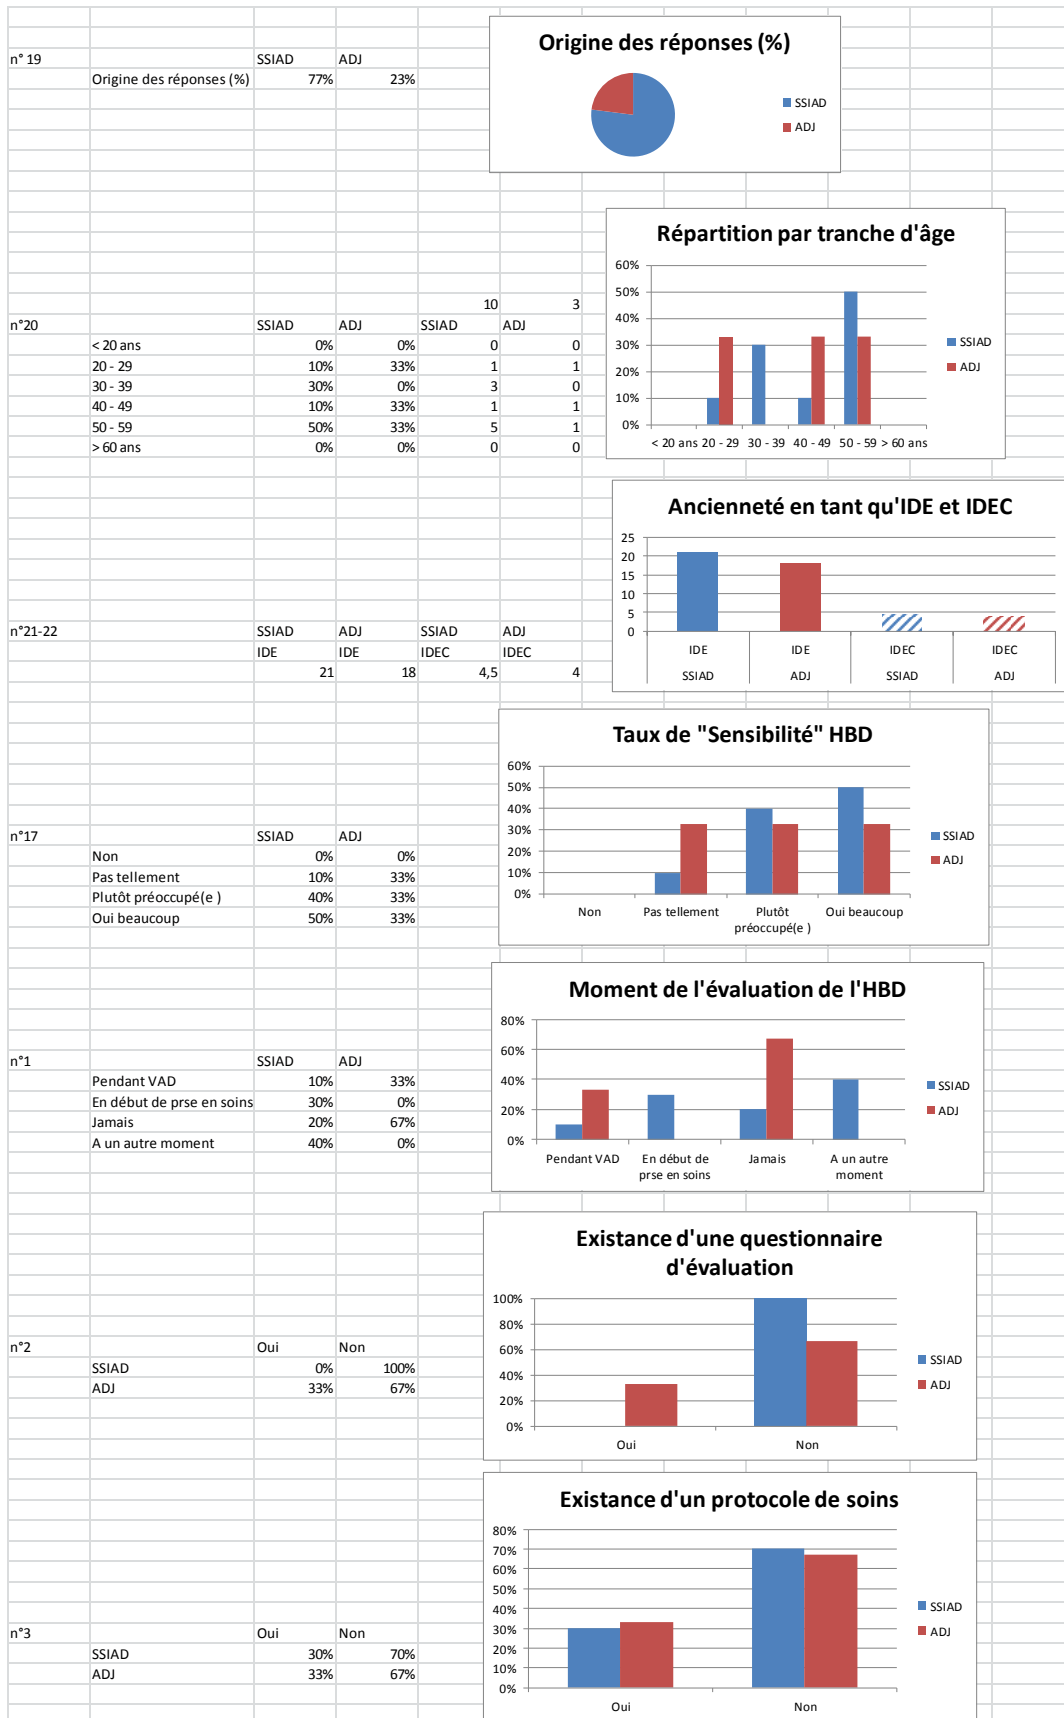 Origine des réponses (%)
n° 19 SSIAD ADJ
Origine des réponses (%) 77% 23%
SSIAD
ADJ
Répartition par tranche d'âge
60%
50%
40%
30%
20%
10%
0%
< 20 ans 20 - 29 30 - 39 40 - 49 50 - 59 > 60 ans
SSIAD
ADJ
10 3
n°20 SSIAD ADJ SSIAD ADJ
< 20 ans 0% 0% 0 0
20 - 29 10% 33% 1 1
30 - 39 30% 0% 3 0
40 - 49 10% 33% 1 1
50 - 59 50% 33% 5 1
> 60 ans 0% 0% 0 0
Ancienneté en tant qu'IDE et IDEC
25
20
15
10
5
0
IDE IDE IDEC IDEC
SSIAD ADJ SSIAD ADJ
n°21-22 SSIAD ADJ SSIAD ADJ
IDE IDE IDEC IDEC
21 18 4,5 4
Taux de "Sensibilité" HBD
60%
50%
40%
30%
20%
10%
0%
Non Pas tellement Plutôt Oui beaucoup
préoccupé(e )
SSIAD
ADJ
n°17 SSIAD ADJ
Non 0% 0%
Pas tellement 10% 33%
Plutôt préoccupé(e ) 40% 33%
Oui beaucoup 50% 33%
Moment de l'évaluation de l'HBD
80%
60%
40%
20%
0%
Pendant VAD En début de Jamais A un autre
prse en soins moment
SSIAD
ADJ
n°1 SSIAD ADJ
Pendant VAD 10% 33%
En début de prse en soins 30% 0%
Jamais 20% 67%
A un autre moment 40% 0%
Existance d'une questionnaire
d'évaluation
100%
80%
60%
40%
20%
0%
Oui Non
SSIAD
ADJ
n°2 Oui Non
SSIAD 0% 100%
ADJ 33% 67%
Existance d'un protocole de soins
80%
70%
60%
50%
40%
30%
20%
10%
0%
Oui Non
SSIAD
ADJ
n°3 Oui Non
SSIAD 30% 70%
ADJ 33% 67%